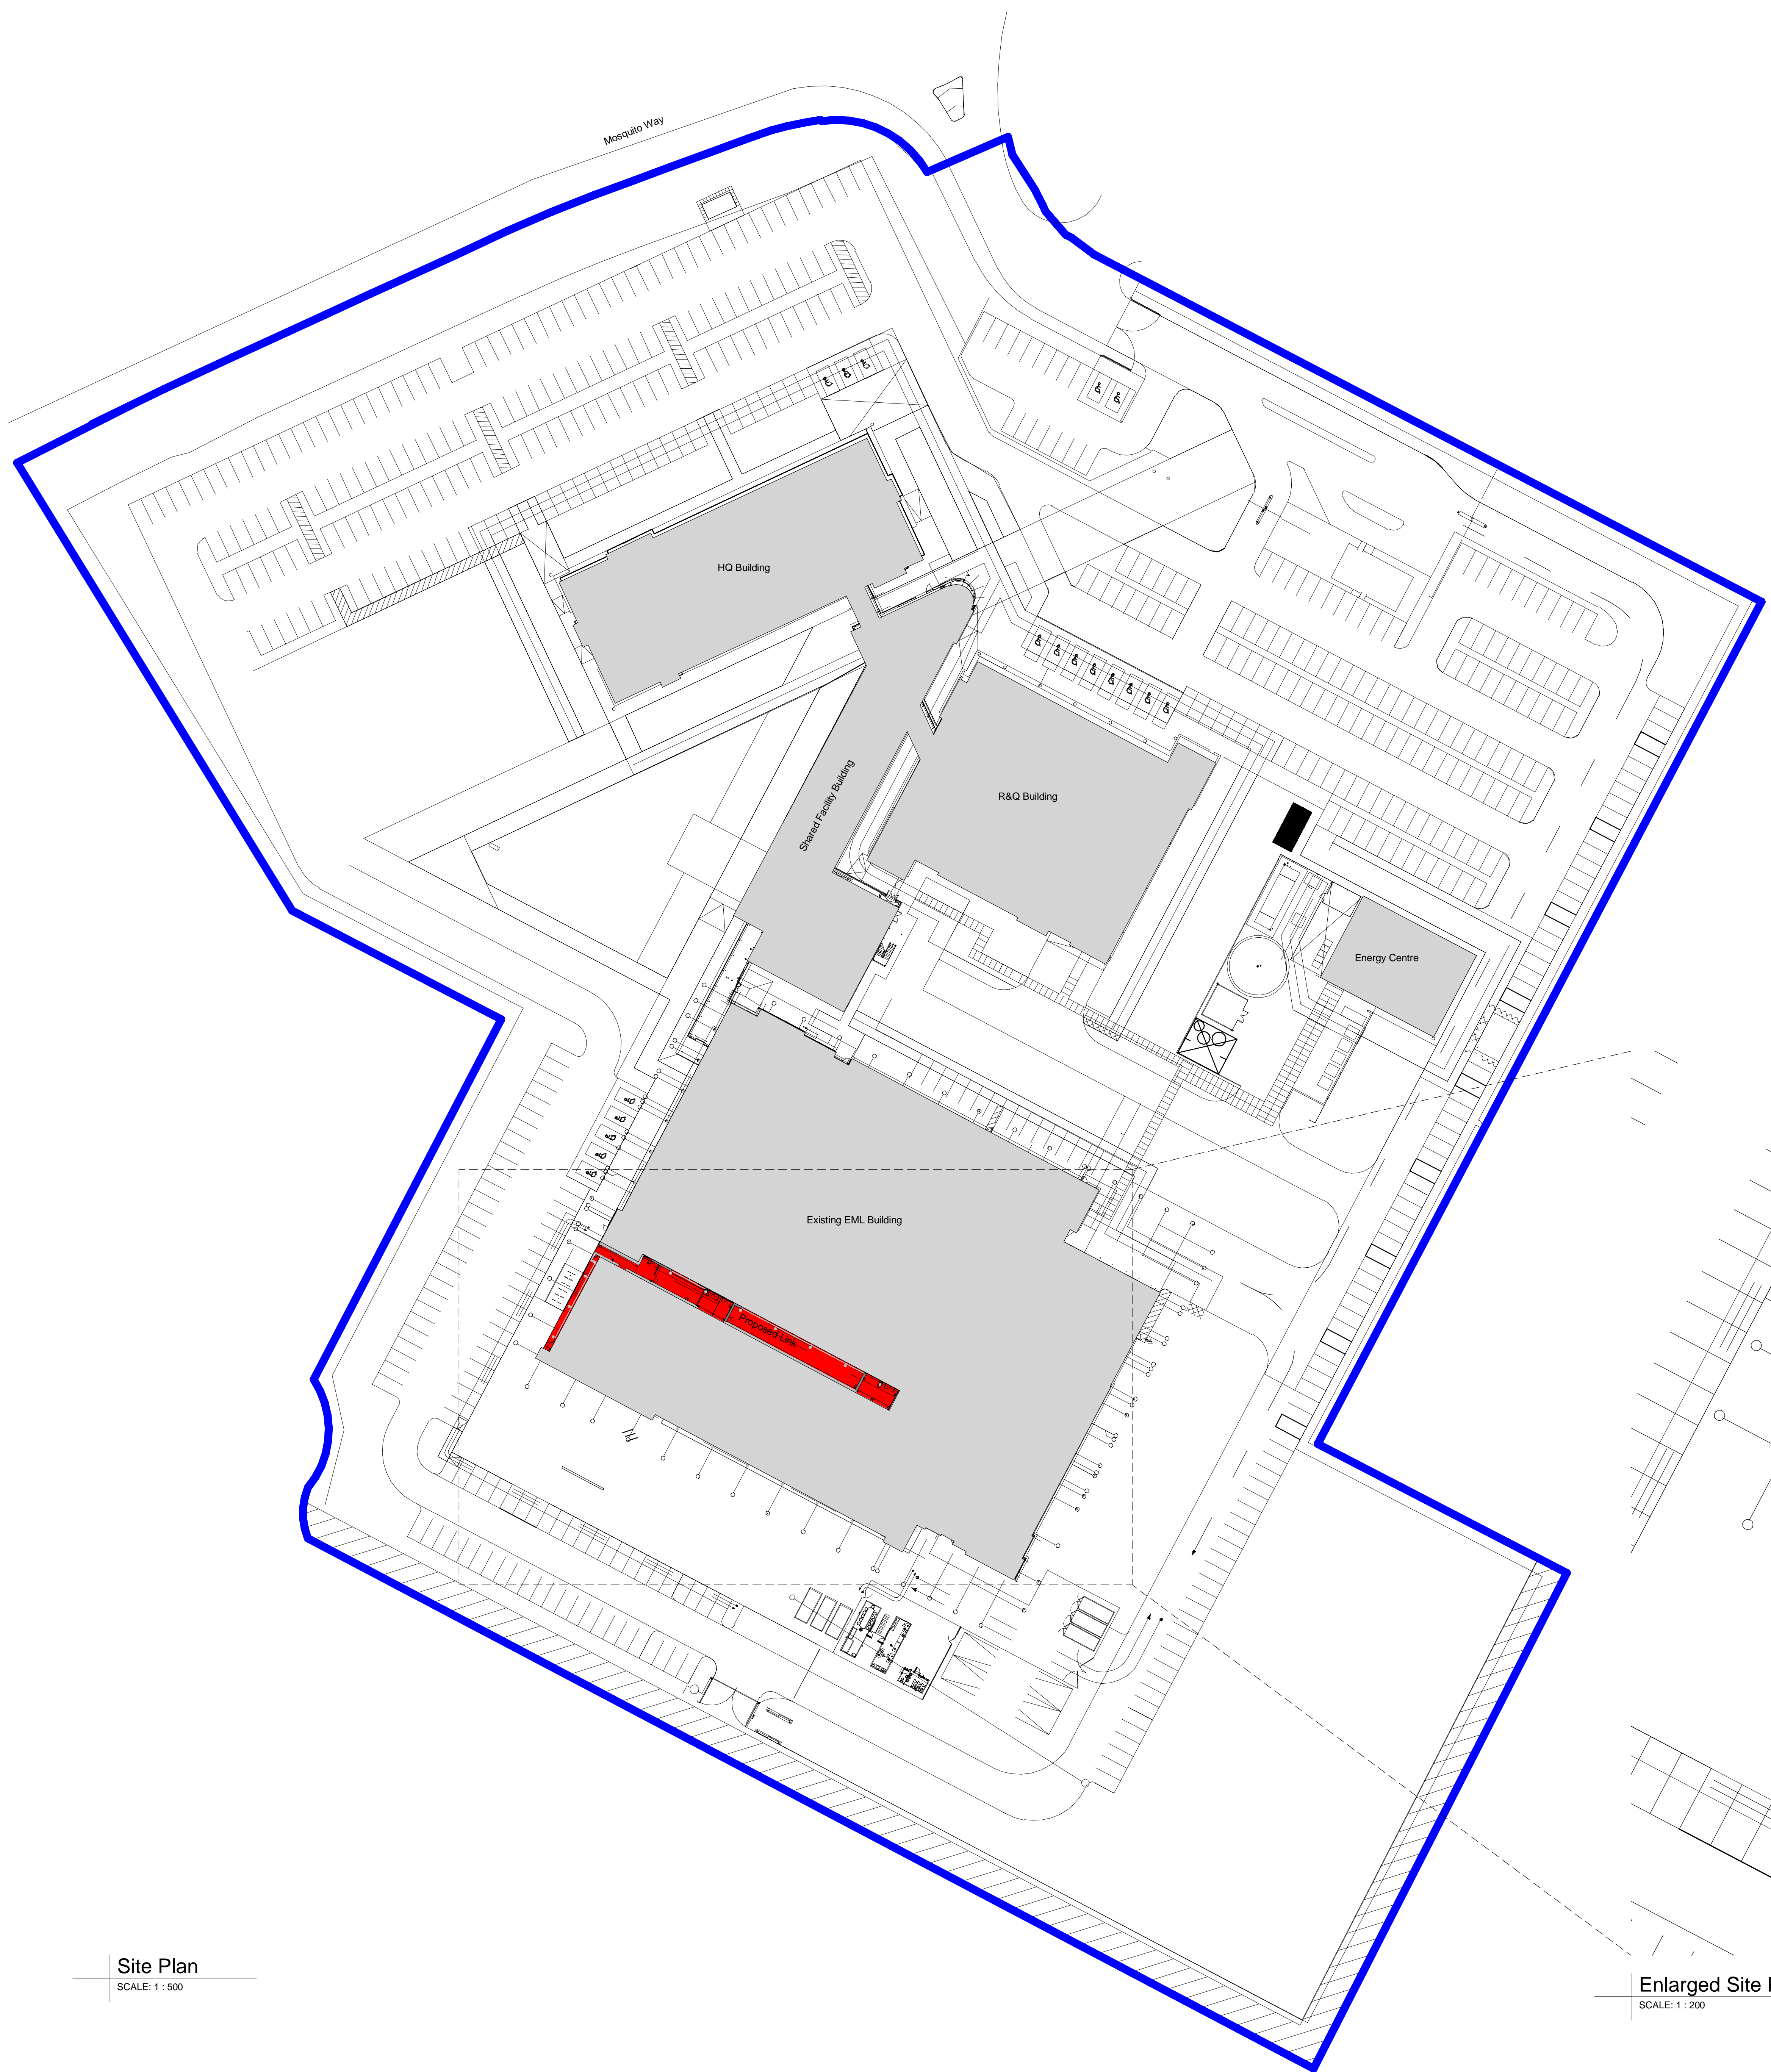 Mosquito Way
HQ Building
R&Q Building
Shared Facility Building
Energy Centre
Existing EML Building
Proposed Link
Site Plan
SCALE: 1 : 500
Enlarged Site
SCALE: 1 : 200